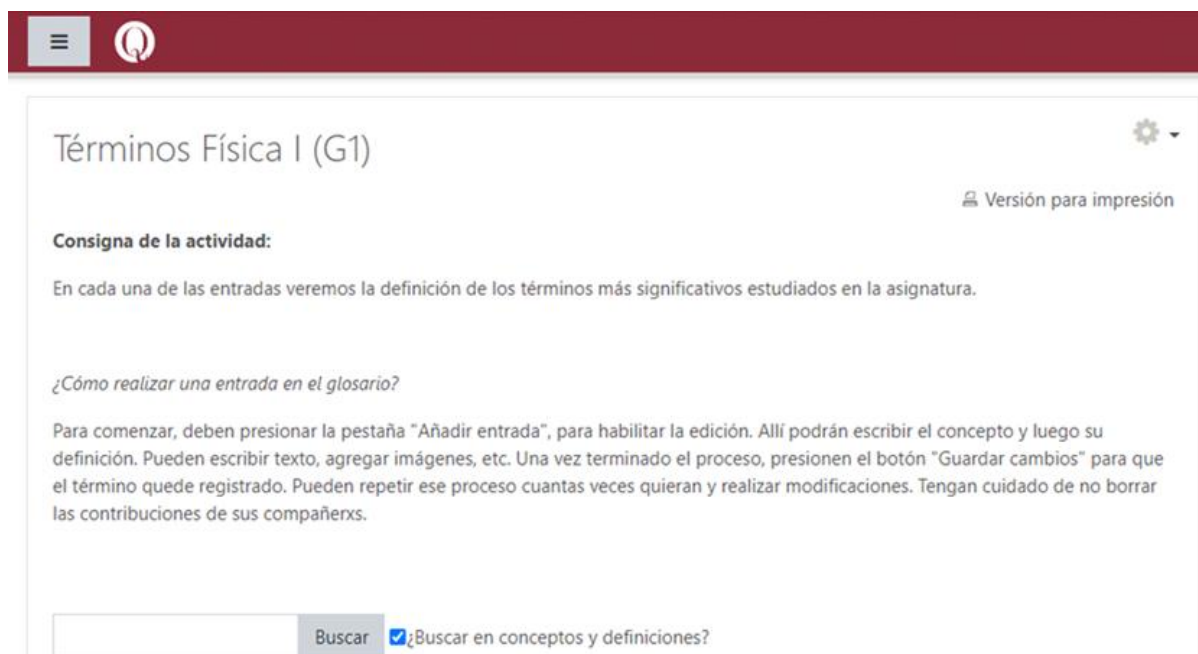 Q
Términos Física I (G1)
Versión para impresión
Consigna de la actividad:
En cada una de las entradas veremos la definición de los términos más significativos estudiados en la asignatura.
¿Cómo realizar una entrada en el glosario?
Para comenzar, deben presionar la pestaña "Añadir entrada", para habilitar la edición. Allí podrán escribir el concepto y luego su
definición. Pueden escribir texto, agregar imágenes, etc. Una vez terminado el proceso, presionen el botón "Guardar cambios" para que
el término quede registrado. Pueden repetir ese proceso cuantas veces quieran y realizar modificaciones. Tengan cuidado de no borrar
las contribuciones de sus compañerxs.
Buscar ¿Buscar en conceptos y definiciones?